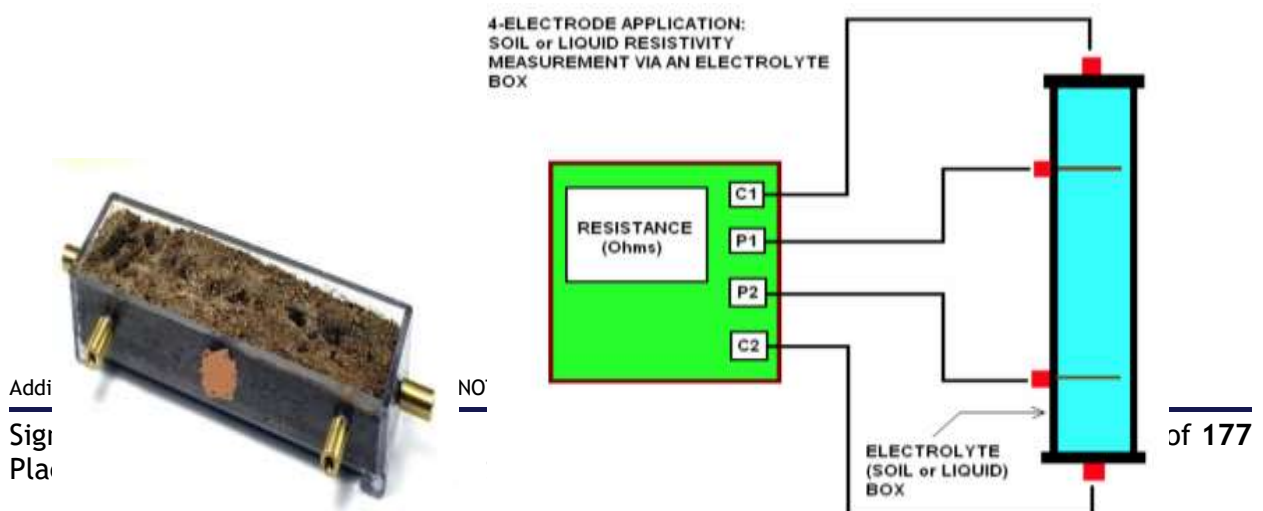 4-ELECTRODE APPLICATION:
SOIL or LIQUID RESISTIVITY
MEASUREMENT VIA AN ELECTROLYTE
BOX
C1
RESISTANCE
(Ohms)
P1
P2
C2
ELECTROLYTE
(SOIL or LIQUID)
BOX
of 177